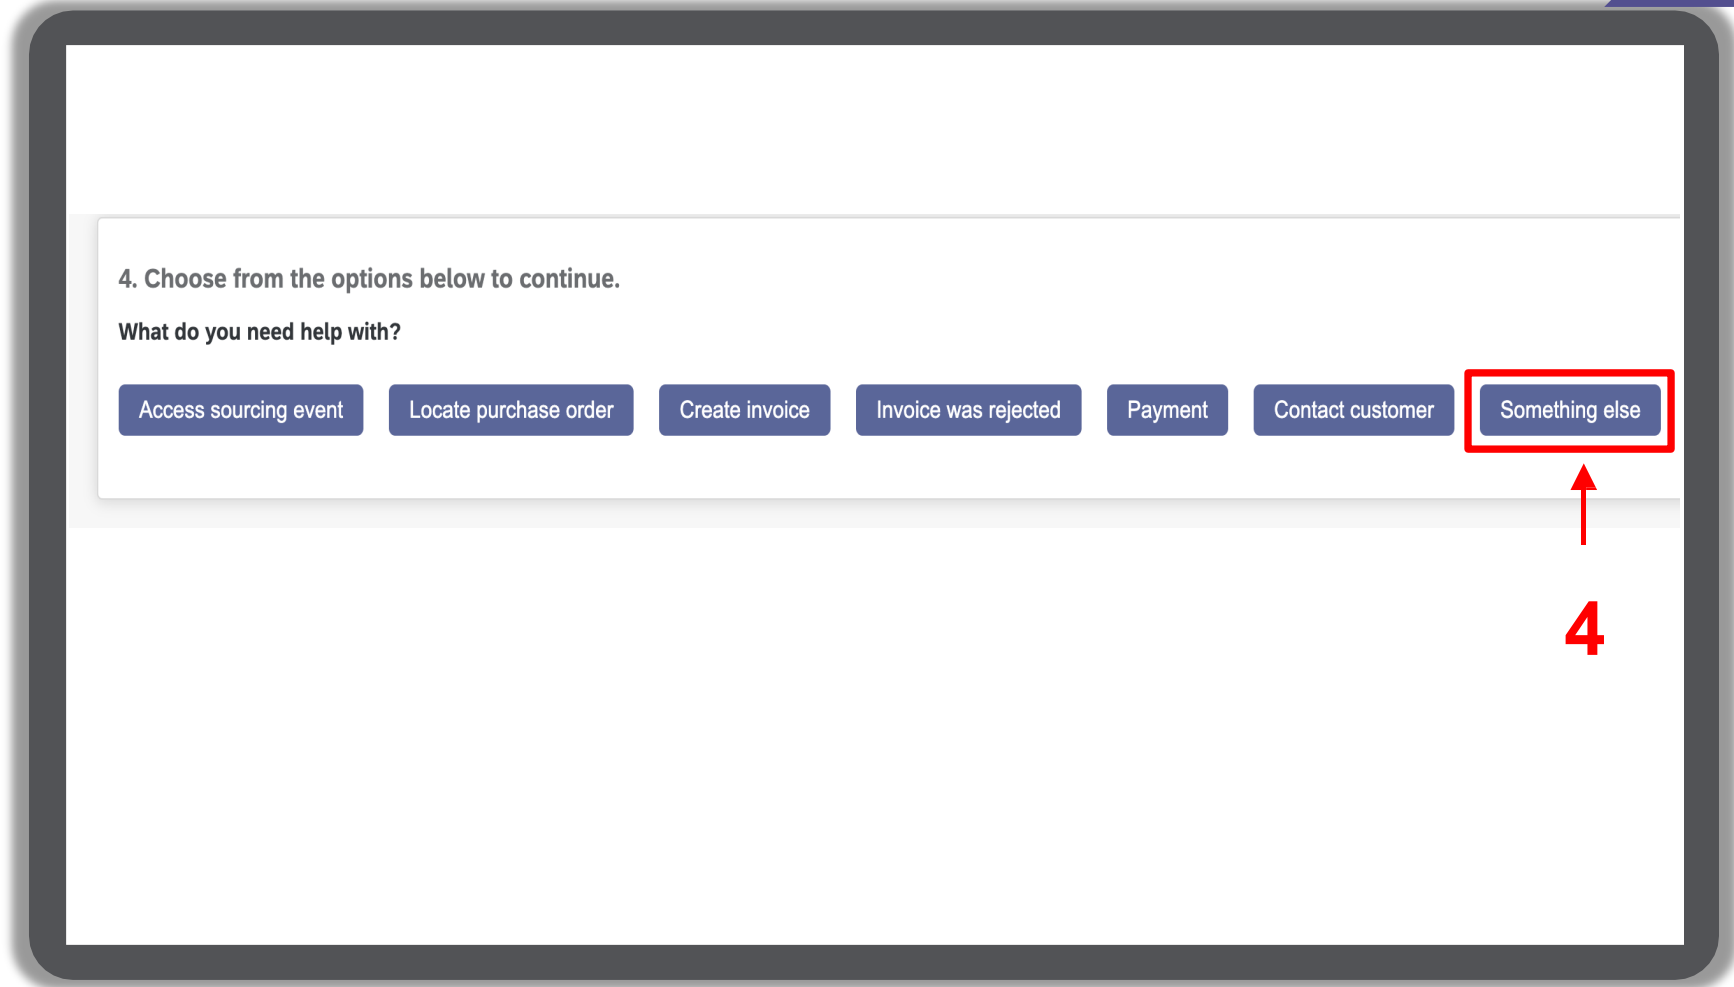 4. Choose from the options below to continue.
What do you need help with?
Access sourcing event Locate purchase order Create invoice Invoice was rejected Payment Contact customer Something else
4